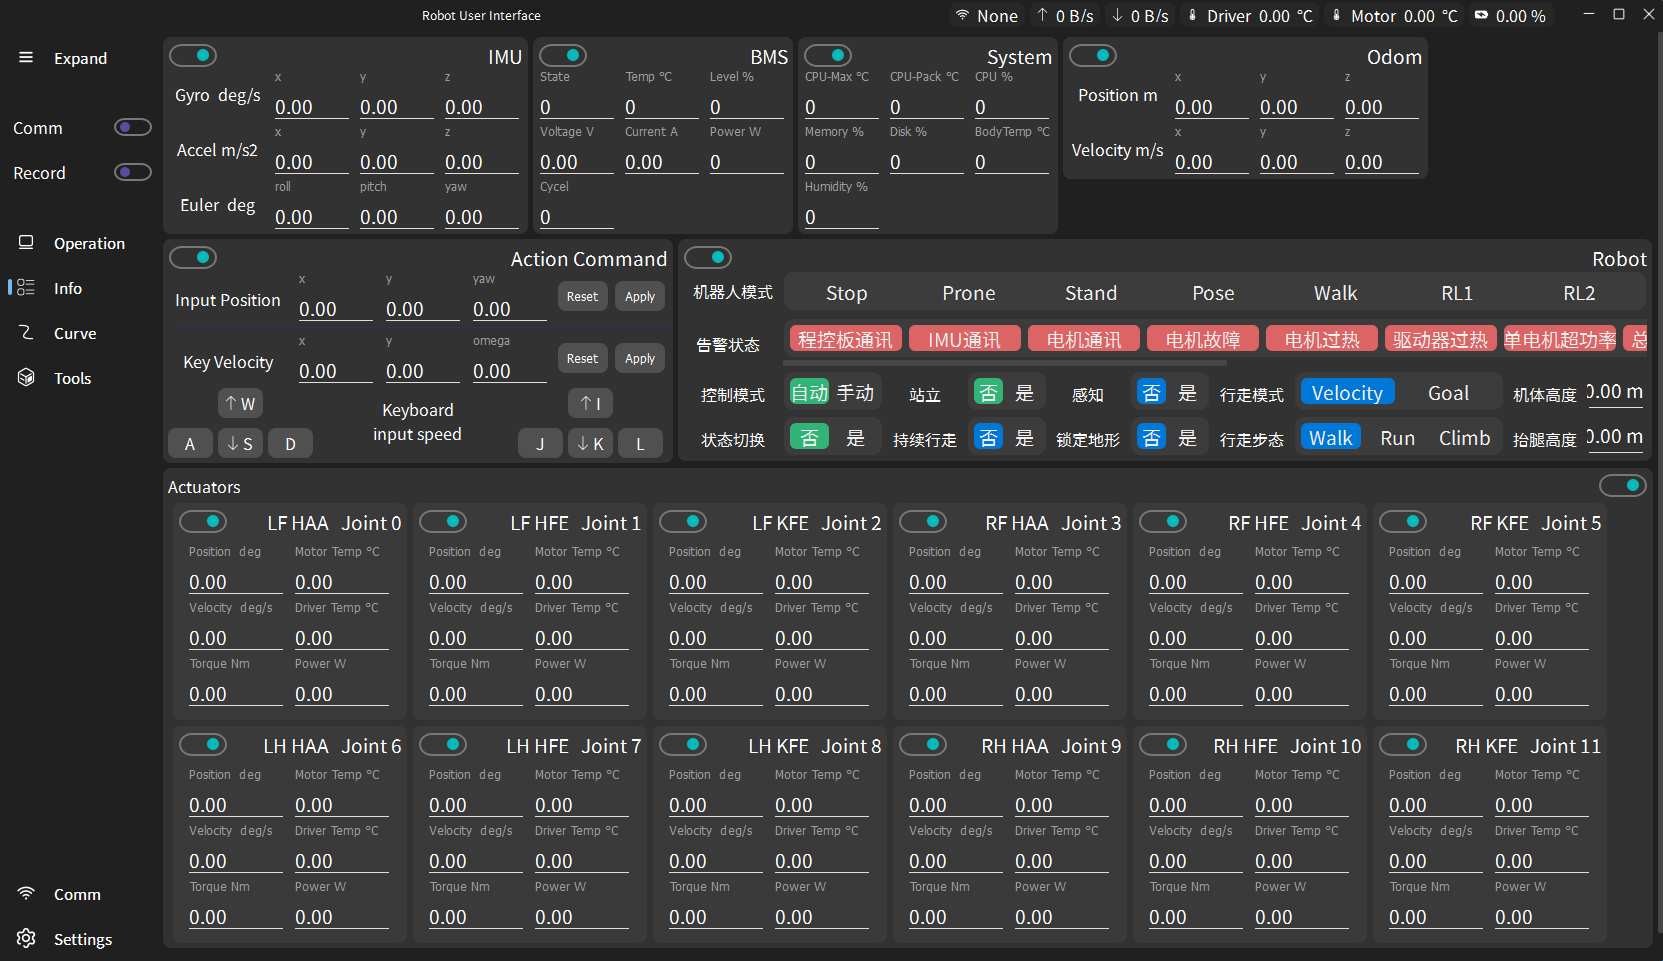 Robot User Interface
None ↑ 0 B/s ↓ 0 B/s Driver 0.00 ℃ Motor 0.00 ℃ 0.00 %
Expand
Comm
Record
Operation
Info
Curve
Tools
Comm
Settings
IMU
x y z
Gyro deg/s 0.00 0.00 0.00
x y z
Accel m/s2 0.00 0.00 0.00
roll pitch yaw
Euler deg 0.00 0.00 0.00
BMS
State Temp ℃ Level %
0 0 0
Voltage V Current A Power W
0.00 0.00 0
Cycel
0
System
CPU-Max ℃ CPU-Pack ℃ CPU %
0 0 0
Memory % Disk % BodyTemp ℃
0 0 0
Humidity %
0
Odom
x y z
Position m 0.00 0.00 0.00
x y z
Velocity m/s 0.00 0.00 0.00
Action Command
x y yaw
Input Position 0.00 0.00 0.00 Reset Apply
x y omega
Key Velocity 0.00 0.00 0.00 Reset Apply
↑W Keyboard ↑I
A ↓S D input speed J ↓K L
Robot
机器人模式 Stop Prone Stand Pose Walk RL1 RL2
告警状态 程控板通讯 IMU通讯 电机通讯 电机故障 电机过热 驱动器过热 单电机超功率 总
控制模式 自动 手动 站立 否 是 感知 否 是 行走模式 Velocity Goal 机体高度 0.00 m
状态切换 否 是 持续行走 否 是 锁定地形 否 是 行走步态 Walk Run Climb 抬腿高度 0.00 m
Actuators
LF HAA Joint 0
Position deg Motor Temp ℃
0.00 0.00
Velocity deg/s Driver Temp ℃
0.00 0.00
Torque Nm Power W
0.00 0.00
LF HFE Joint 1
Position deg Motor Temp ℃
0.00 0.00
Velocity deg/s Driver Temp ℃
0.00 0.00
Torque Nm Power W
0.00 0.00
LF KFE Joint 2
Position deg Motor Temp ℃
0.00 0.00
Velocity deg/s Driver Temp ℃
0.00 0.00
Torque Nm Power W
0.00 0.00
RF HAA Joint 3
Position deg Motor Temp ℃
0.00 0.00
Velocity deg/s Driver Temp ℃
0.00 0.00
Torque Nm Power W
0.00 0.00
RF HFE Joint 4
Position deg Motor Temp ℃
0.00 0.00
Velocity deg/s Driver Temp ℃
0.00 0.00
Torque Nm Power W
0.00 0.00
RF KFE Joint 5
Position deg Motor Temp ℃
0.00 0.00
Velocity deg/s Driver Temp ℃
0.00 0.00
Torque Nm Power W
0.00 0.00
LH HAA Joint 6
Position deg Motor Temp ℃
0.00 0.00
Velocity deg/s Driver Temp ℃
0.00 0.00
Torque Nm Power W
0.00 0.00
LH HFE Joint 7
Position deg Motor Temp ℃
0.00 0.00
Velocity deg/s Driver Temp ℃
0.00 0.00
Torque Nm Power W
0.00 0.00
LH KFE Joint 8
Position deg Motor Temp ℃
0.00 0.00
Velocity deg/s Driver Temp ℃
0.00 0.00
Torque Nm Power W
0.00 0.00
RH HAA Joint 9
Position deg Motor Temp ℃
0.00 0.00
Velocity deg/s Driver Temp ℃
0.00 0.00
Torque Nm Power W
0.00 0.00
RH HFE Joint 10
Position deg Motor Temp ℃
0.00 0.00
Velocity deg/s Driver Temp ℃
0.00 0.00
Torque Nm Power W
0.00 0.00
RH KFE Joint 11
Position deg Motor Temp ℃
0.00 0.00
Velocity deg/s Driver Temp ℃
0.00 0.00
Torque Nm Power W
0.00 0.00